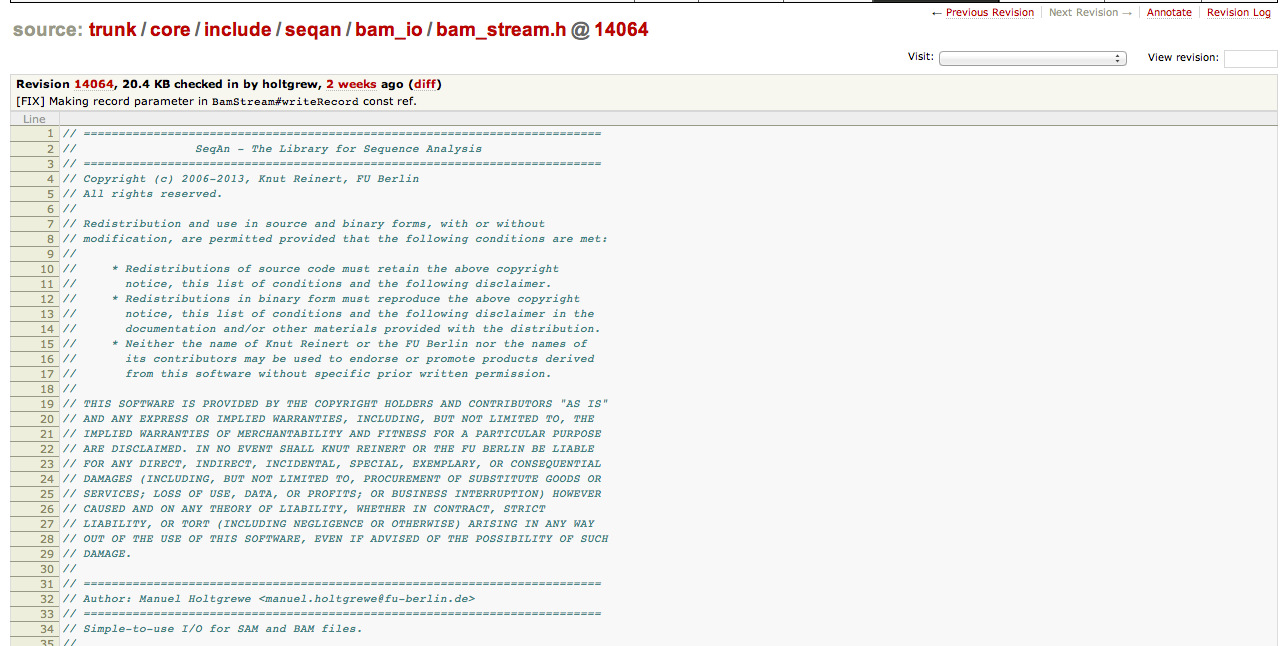 ← Previous Revision Next Revision → Annotate Revision Log
source: trunk / core / include / seqan / bam_io / bam_stream.h @ 14064
Visit: View revision:
Revision 14064, 20.4 KB checked in by holtgrew, 2 weeks ago (diff)
[FIX] Making record parameter in BamStream#writeRecord const ref.
Line
1 // ==========================================================================
2 // SeqAn - The Library for Sequence Analysis
3 // ==========================================================================
4 // Copyright (c) 2006-2013, Knut Reinert, FU Berlin
5 // All rights reserved.
6 //
7 // Redistribution and use in source and binary forms, with or without
8 // modification, are permitted provided that the following conditions are met:
9 //
10 // * Redistributions of source code must retain the above copyright
11 // notice, this list of conditions and the following disclaimer.
12 // * Redistributions in binary form must reproduce the above copyright
13 // notice, this list of conditions and the following disclaimer in the
14 // documentation and/or other materials provided with the distribution.
15 // * Neither the name of Knut Reinert or the FU Berlin nor the names of
16 // its contributors may be used to endorse or promote products derived
17 // from this software without specific prior written permission.
18 //
19 // THIS SOFTWARE IS PROVIDED BY THE COPYRIGHT HOLDERS AND CONTRIBUTORS "AS IS"
20 // AND ANY EXPRESS OR IMPLIED WARRANTIES, INCLUDING, BUT NOT LIMITED TO, THE
21 // IMPLIED WARRANTIES OF MERCHANTABILITY AND FITNESS FOR A PARTICULAR PURPOSE
22 // ARE DISCLAIMED. IN NO EVENT SHALL KNUT REINERT OR THE FU BERLIN BE LIABLE
23 // FOR ANY DIRECT, INDIRECT, INCIDENTAL, SPECIAL, EXEMPLARY, OR CONSEQUENTIAL
24 // DAMAGES (INCLUDING, BUT NOT LIMITED TO, PROCUREMENT OF SUBSTITUTE GOODS OR
25 // SERVICES; LOSS OF USE, DATA, OR PROFITS; OR BUSINESS INTERRUPTION) HOWEVER
26 // CAUSED AND ON ANY THEORY OF LIABILITY, WHETHER IN CONTRACT, STRICT
27 // LIABILITY, OR TORT (INCLUDING NEGLIGENCE OR OTHERWISE) ARISING IN ANY WAY
28 // OUT OF THE USE OF THIS SOFTWARE, EVEN IF ADVISED OF THE POSSIBILITY OF SUCH
29 // DAMAGE.
30 //
31 // ==========================================================================
32 // Author: Manuel Holtgrewe <manuel.holtgrewe@fu-berlin.de>
33 // ==========================================================================
34 // Simple-to-use I/O for SAM and BAM files.
35 //